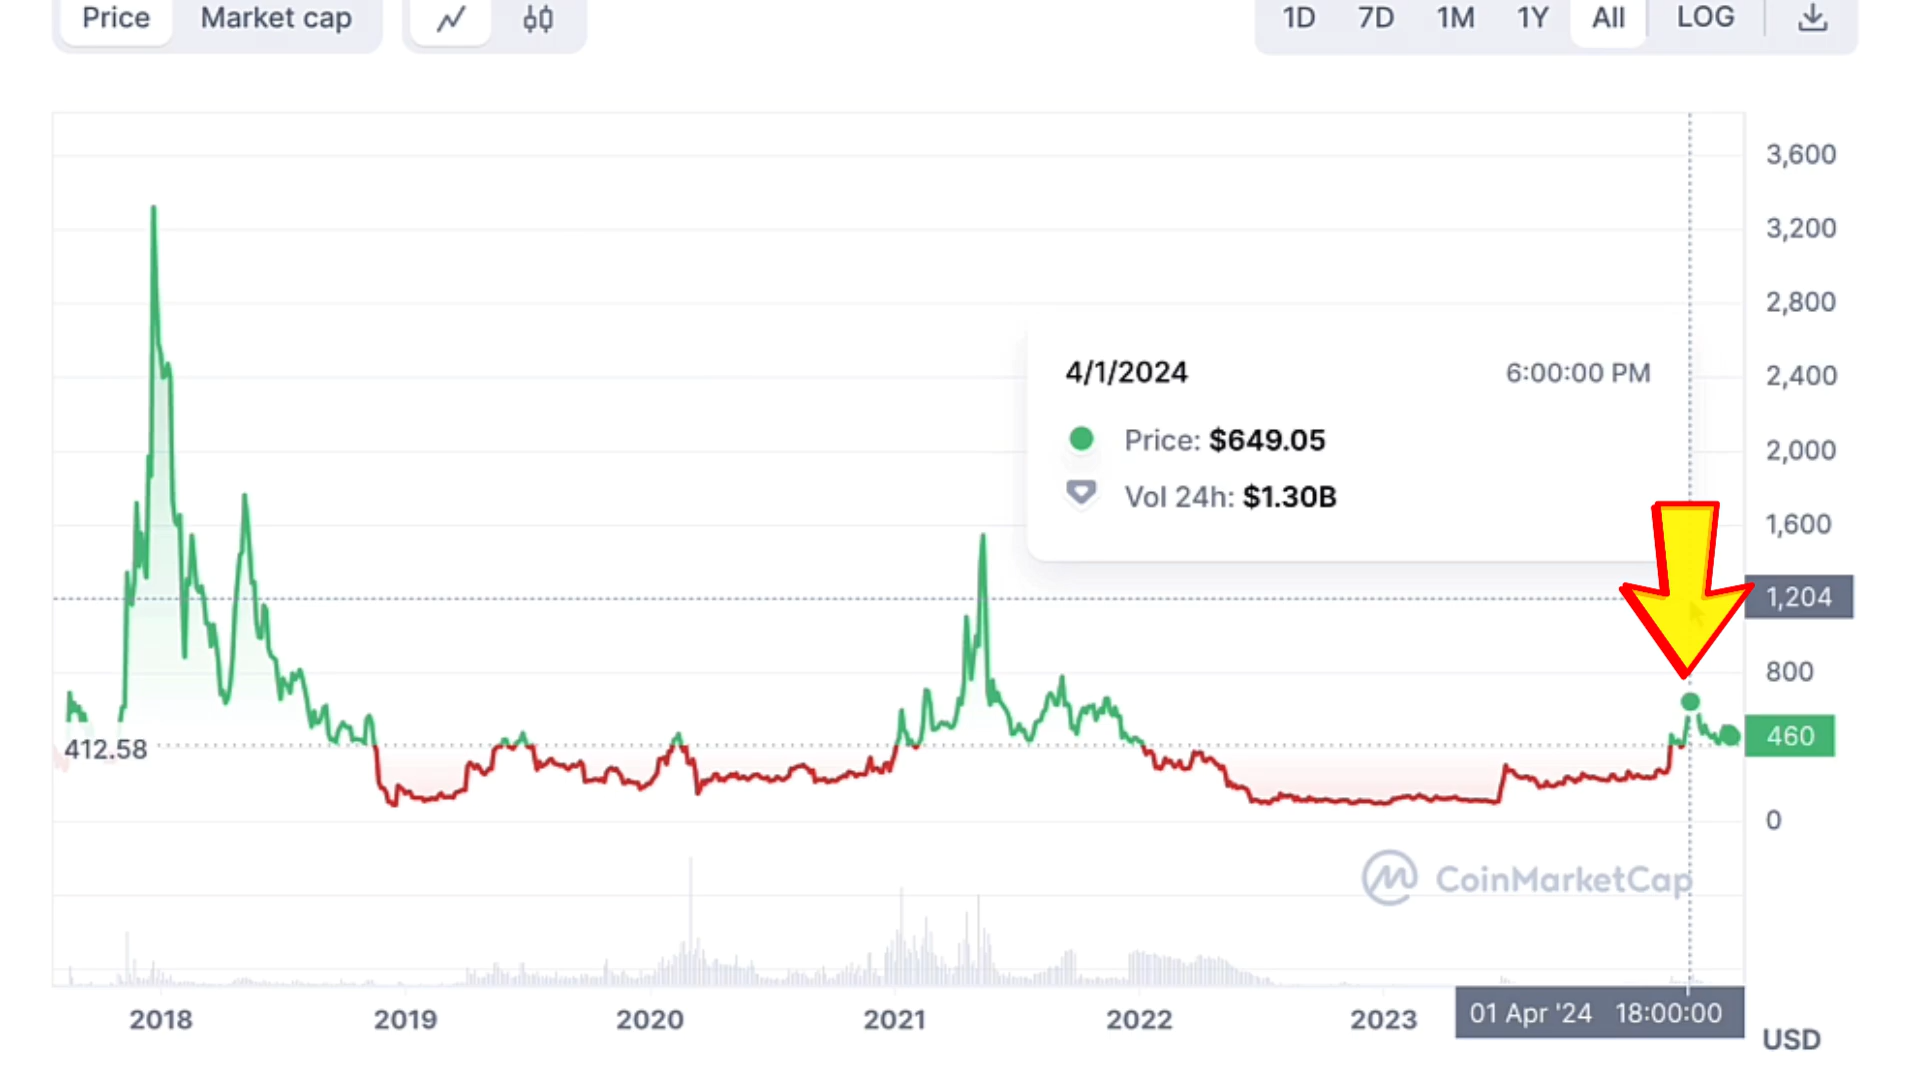 Price Market cap 1D 7D 1M 1Y All LOG
3,600
3,200
2,800
4/1/2024 6:00:00 PM 2,400
Price: $649.05 2,000
Vol 24h: $1.30B
1,600
1,204
800
412.58 460
0
CoinMarketCap
2018 2019 2020 2021 2022 2023 01 Apr '24 18:00:00
USD